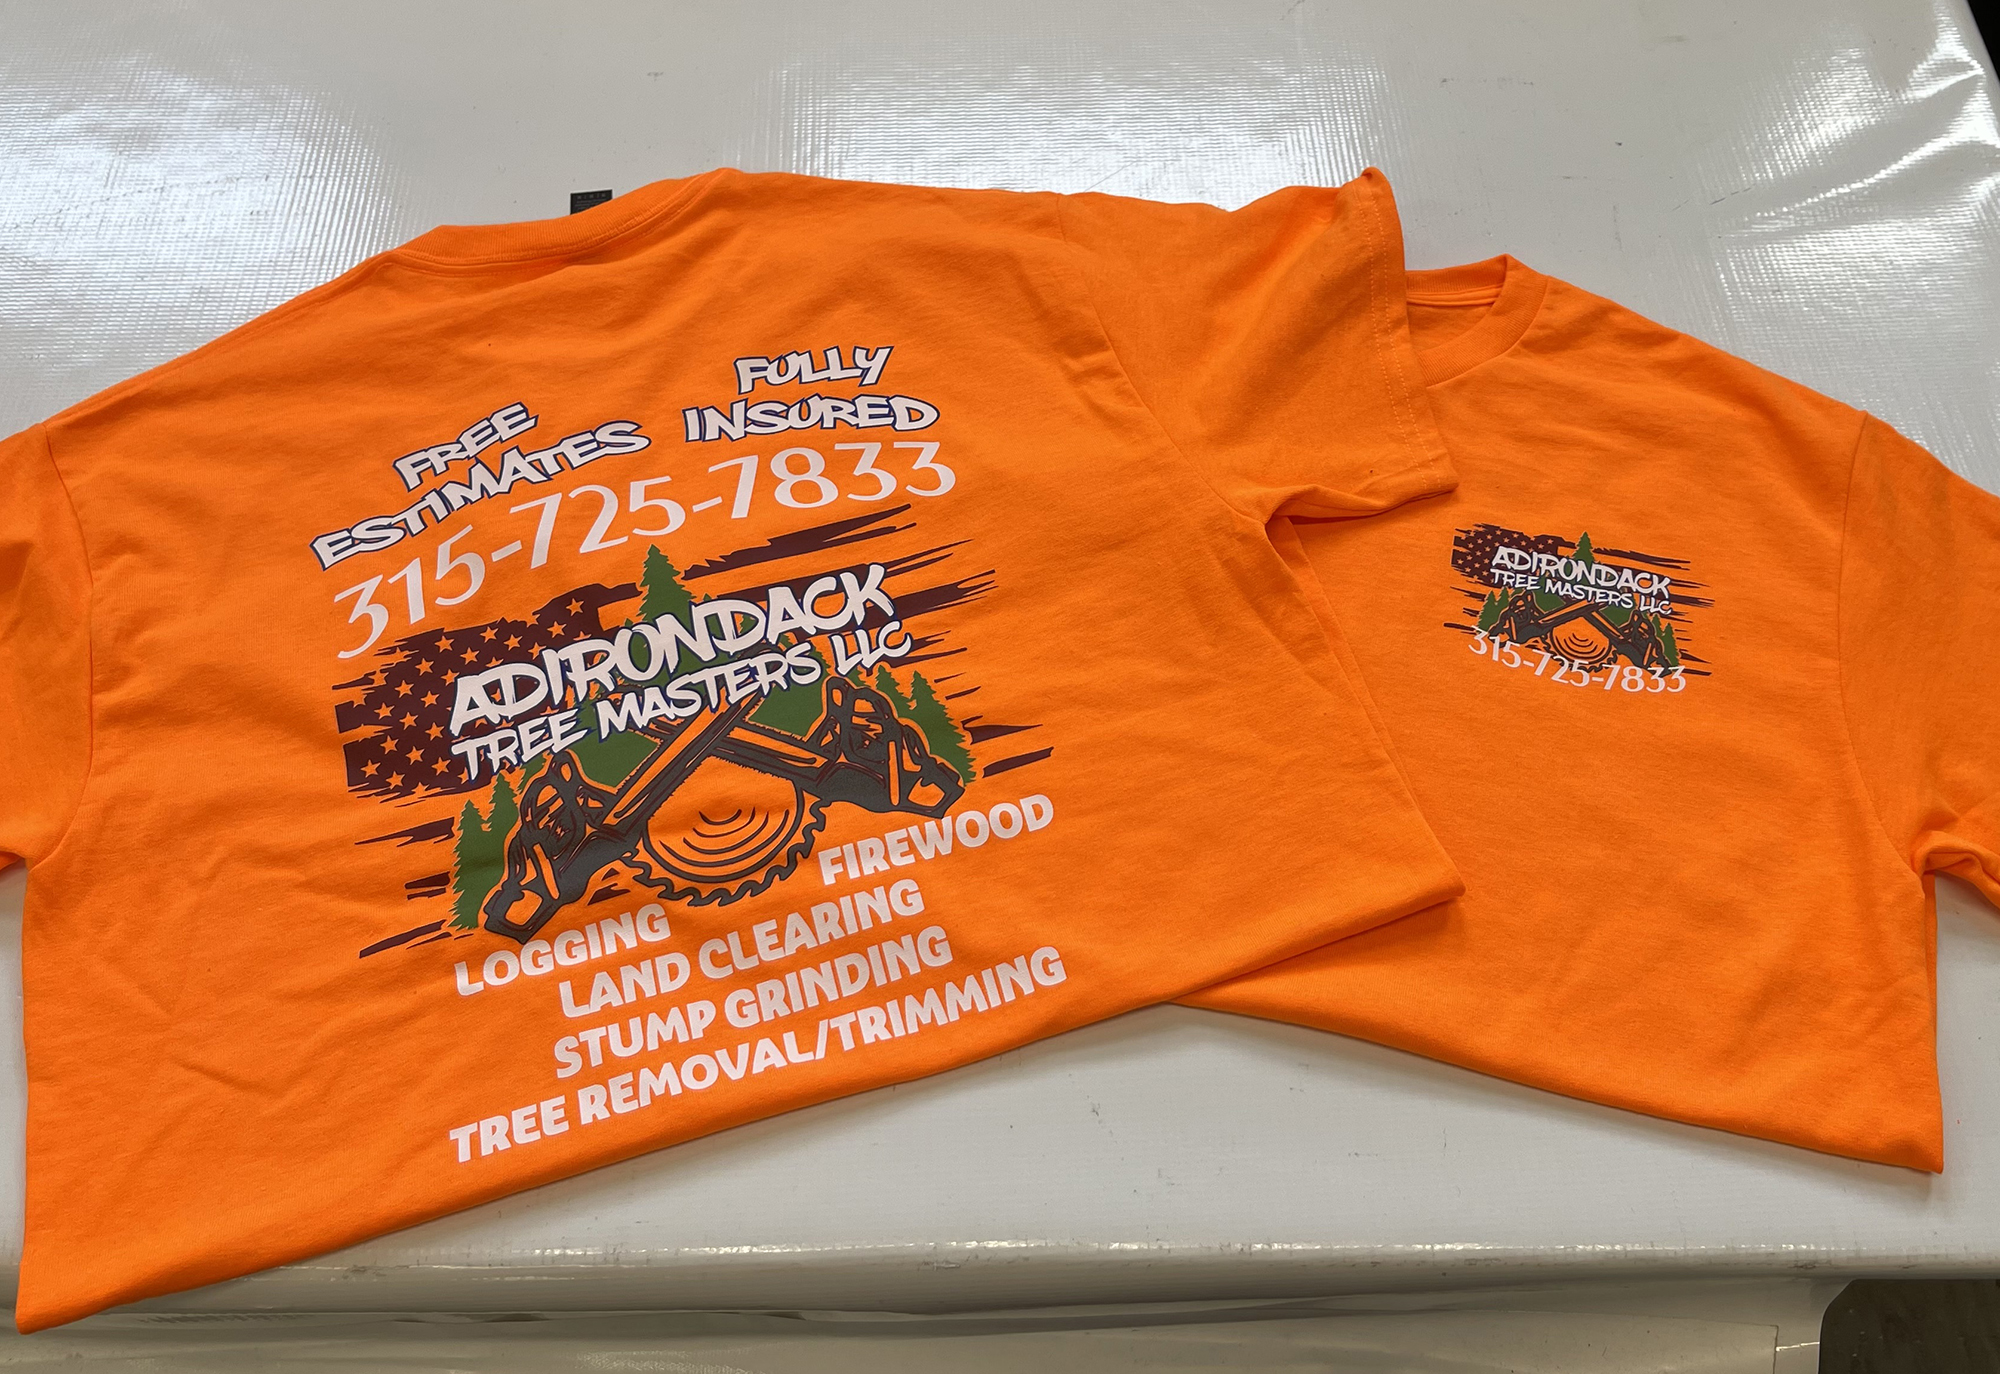 FREE
ESTIMATES
FULLY
INSURED
315-725-7833
ADIRONDACK
TREE MASTERS LLC
FIREWOOD
LOGGING
LAND CLEARING
STUMP GRINDING
TREE REMOVAL/TRIMMING
ADIRONDACK
TREE MASTERS LLC
315-725-7833